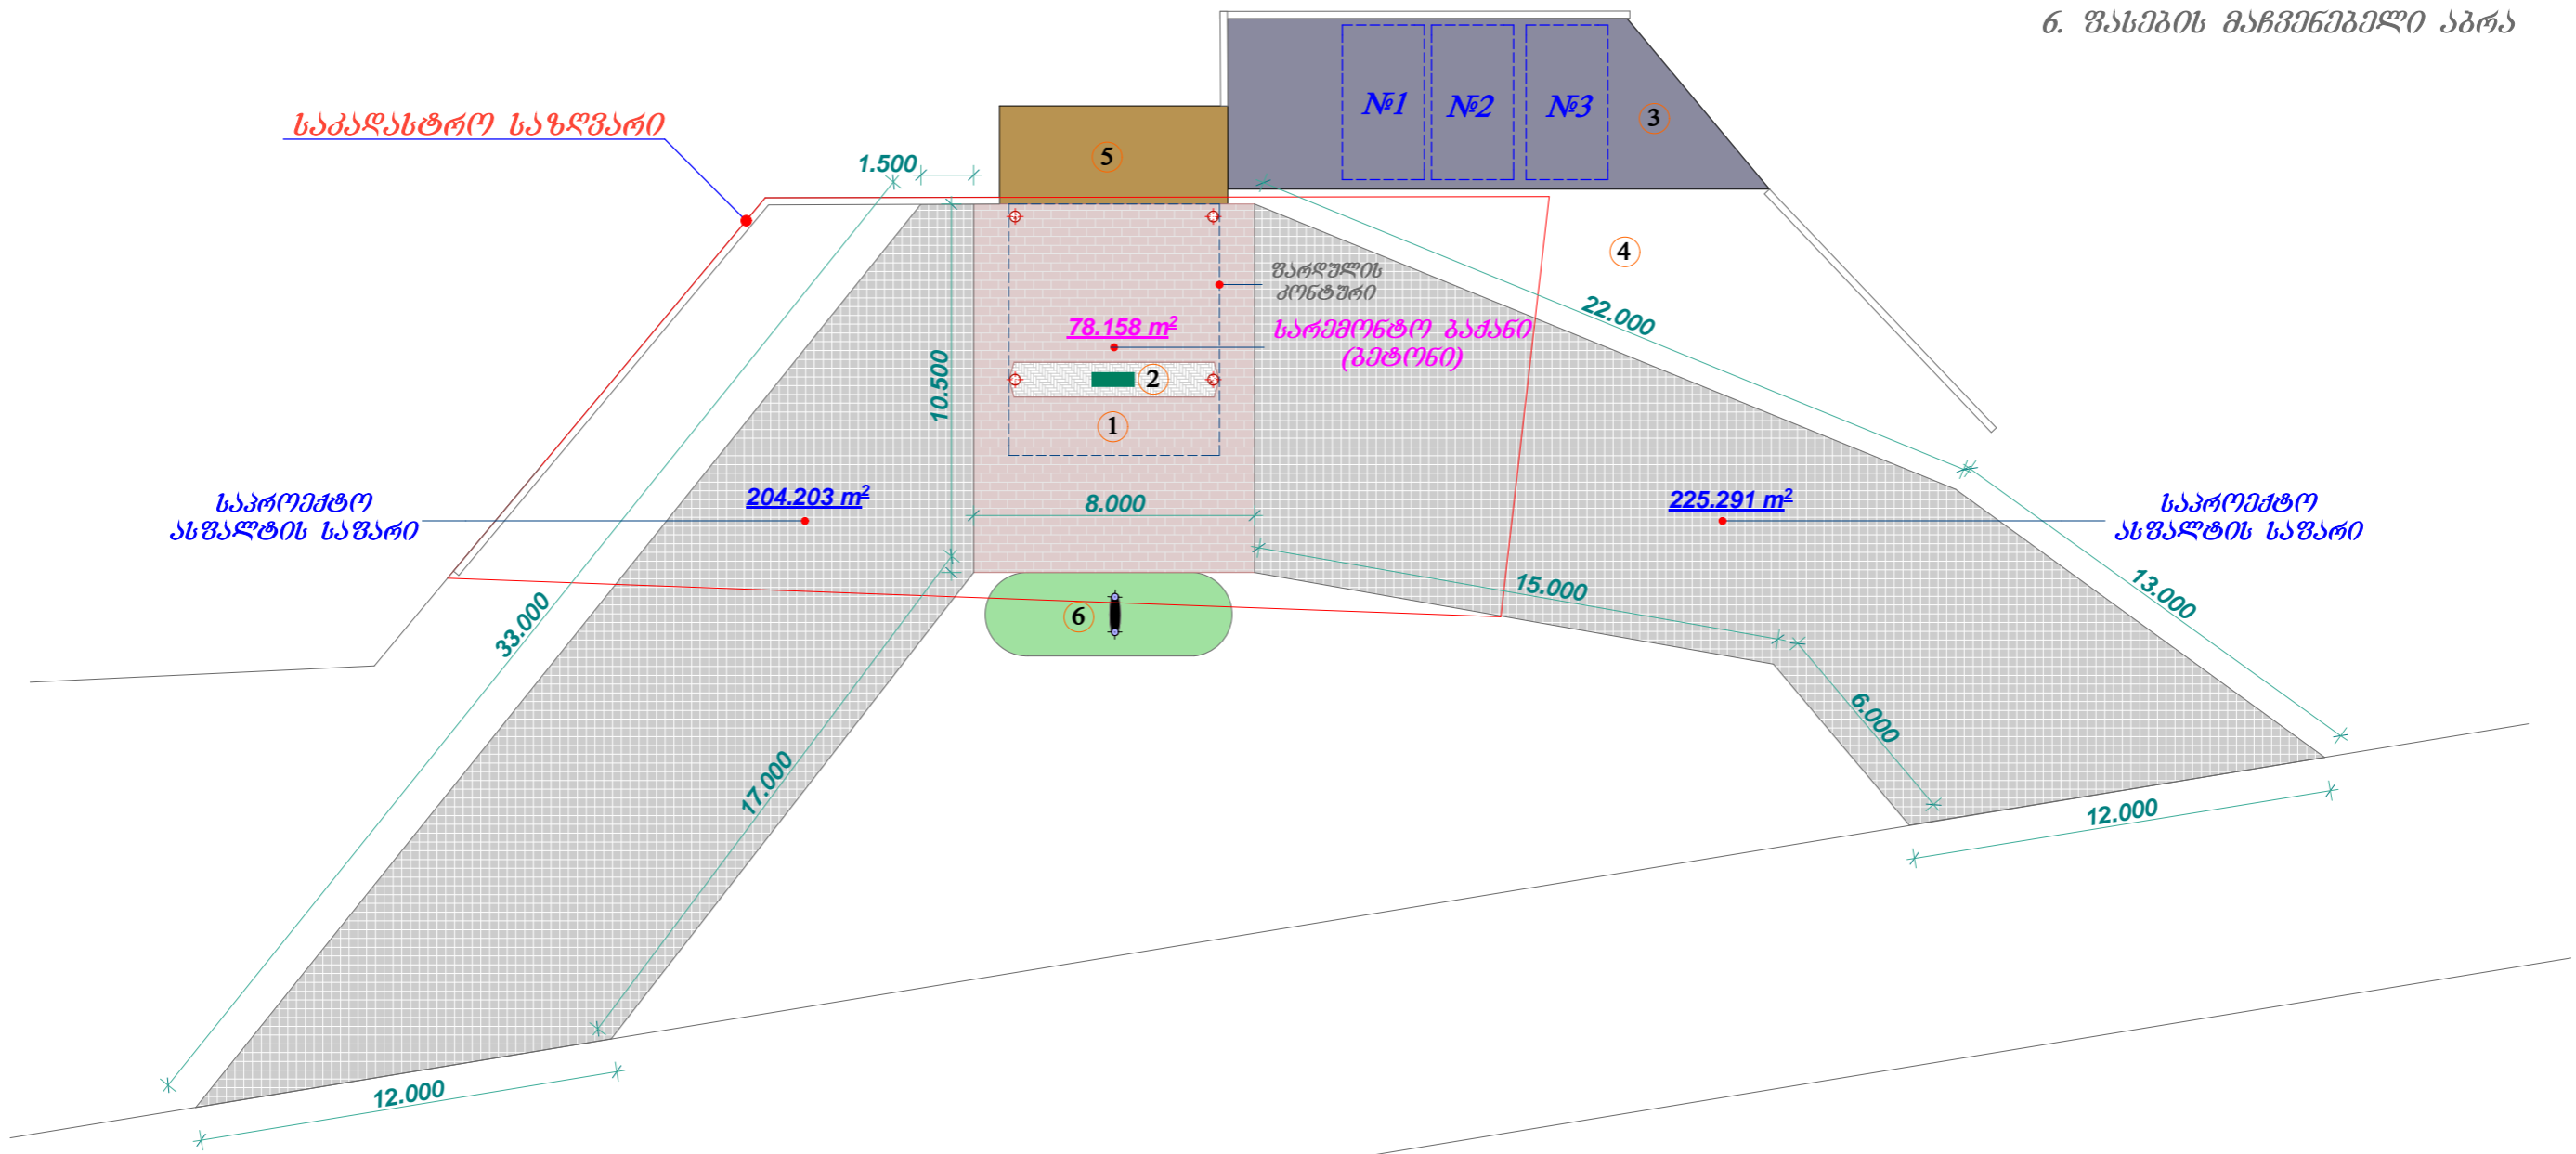 6. ფასების მაჩვენებელი აბრა
№1 №2 №3
3
საკადასტრო საზღვარი
5
1.500
4
ფარდულის
კონტური
22.000
78.158 m²
სარემონტო ბაქანი
(ბეტონი)
10.500
2
1
საპროექტო
ასფალტის საფარი
204.203 m²
8.000
225.291 m²
საპროექტო
ასფალტის საფარი
15.000
13.000
33.000
6
6.000
17.000
12.000
12.000